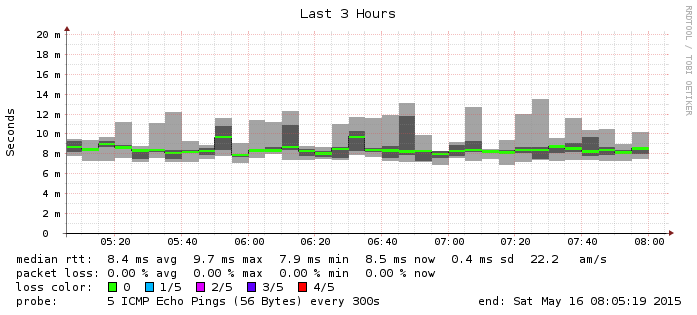 Last 3 Hours
RRDTOOL / TOBI OETIKER
Seconds
20 m
18 m
16 m
14 m
12 m
10 m
8 m
6 m
4 m
2 m
0
05:20 05:40 06:00 06:20 06:40 07:00 07:20 07:40 08:00
median rtt: 8.4 ms avg 9.7 ms max 7.9 ms min 8.5 ms now 0.4 ms sd 22.2 am/s
packet loss: 0.00 % avg 0.00 % max 0.00 % min 0.00 % now
loss color: 0 1/5 2/5 3/5 4/5
probe: 5 ICMP Echo Pings (56 Bytes) every 300s end: Sat May 16 08:05:19 2015